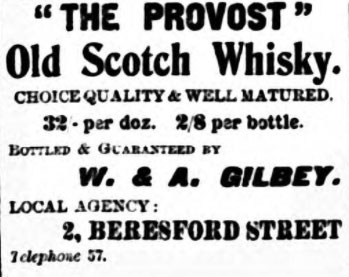 "THE PROVOST"
Old Scotch Whisky.
CHOICE QUALITY & WELL MATURED.
32/- per doz. 2/8 per bottle.
BOTTLED & GUARANTEED BY
W. & A. GILBEY.
LOCAL AGENCY:
2, BERESFORD STREET
Telephone 57.